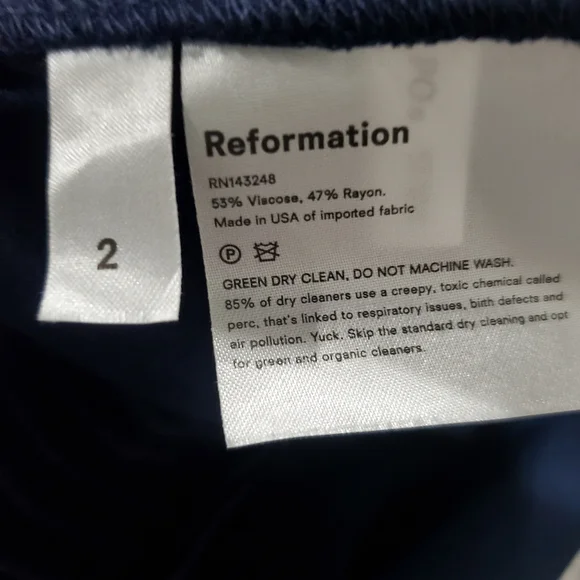 2
Reformation
RN143248
53% Viscose, 47% Rayon.
Made in USA of imported fabric
P
GREEN DRY CLEAN, DO NOT MACHINE WASH.
85% of dry cleaners use a creepy, toxic chemical called
perc, that's linked to respiratory issues, birth defects and
air pollution. Yuck. Skip the standard dry cleaning and opt
for green and organic cleaners.